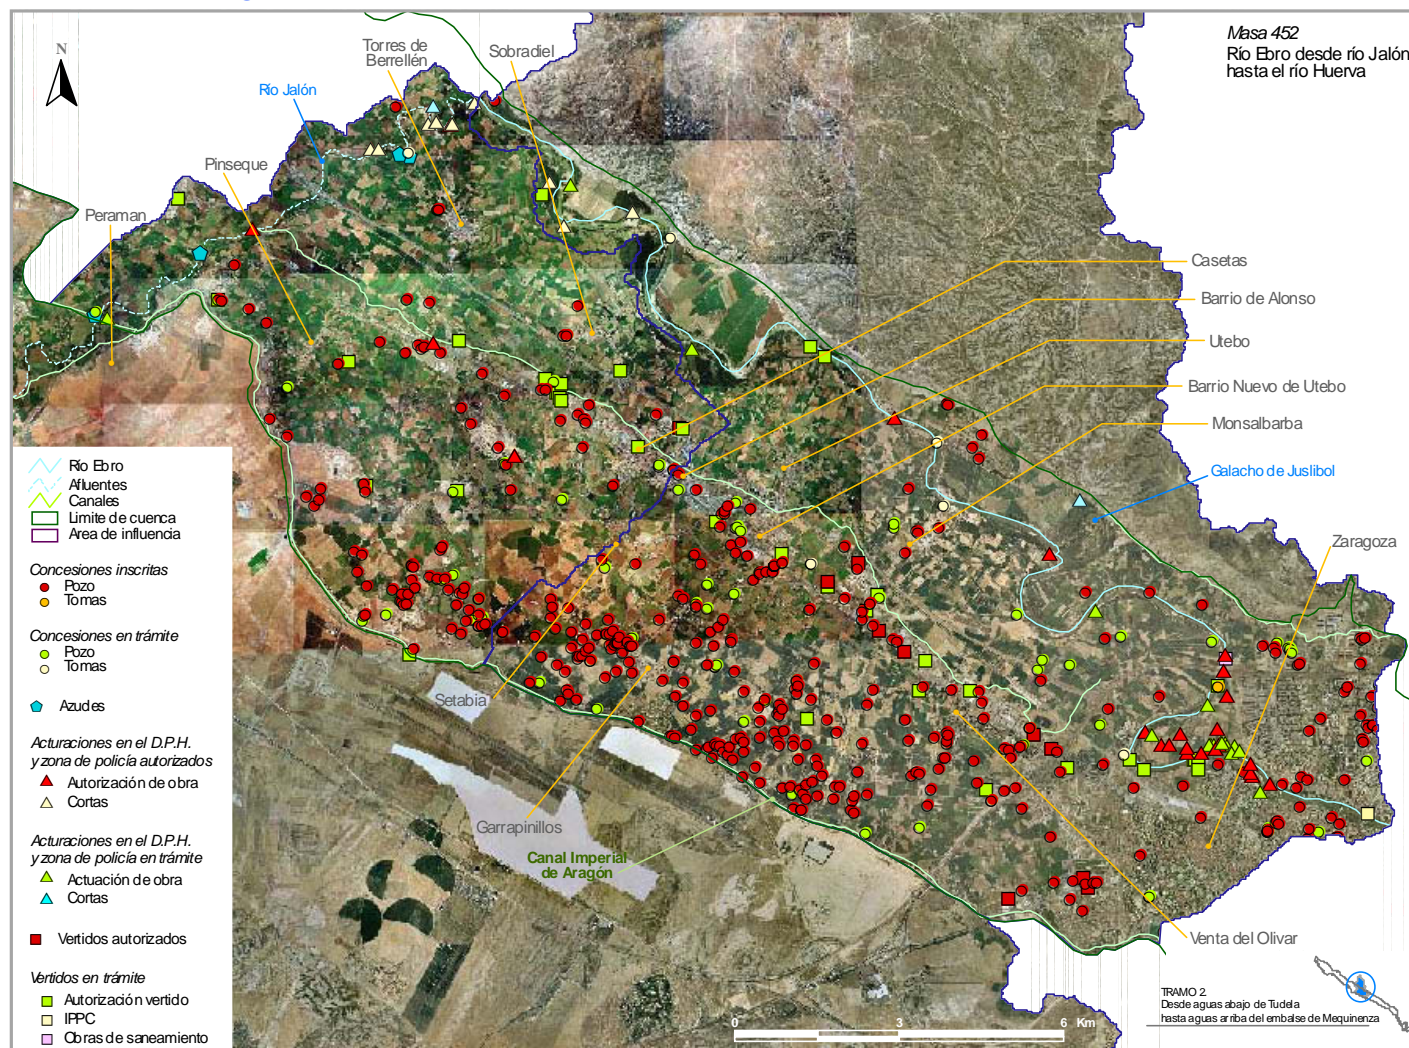 Masa 452
Río Ebro desde río Jalón
hasta el río Huerva
N
Torres de
Berrellén
Sobradiel
Río Jalón
Pinseque
Peraman
Casetas
Barrio de Alonso
Utebo
Barrio Nuevo de Utebo
Monsalbarba
Galacho de Juslibol
Zaragoza
Setabia
Garrapinillos
Canal Imperial
de Aragón
Venta del Olivar
Río Ebro
Afluentes
Canales
Limite de cuenca
Area de influencia
Concesiones inscritas
Pozo
Tomas
Concesiones en trámite
Pozo
Tomas
Azudes
Acturaciones en el D.P.H.
y zona de policía autorizados
Autorización de obra
Cortas
Acturaciones en el D.P.H.
y zona de policía en trámite
Actuación de obra
Cortas
Vertidos autorizados
Vertidos en trámite
Autorización vertido
IPPC
Obras de saneamiento
0 3 6 Km
TRAMO 2.
Desde aguas abajo de Tudela
hasta aguas arriba del embalse de Mequinenza